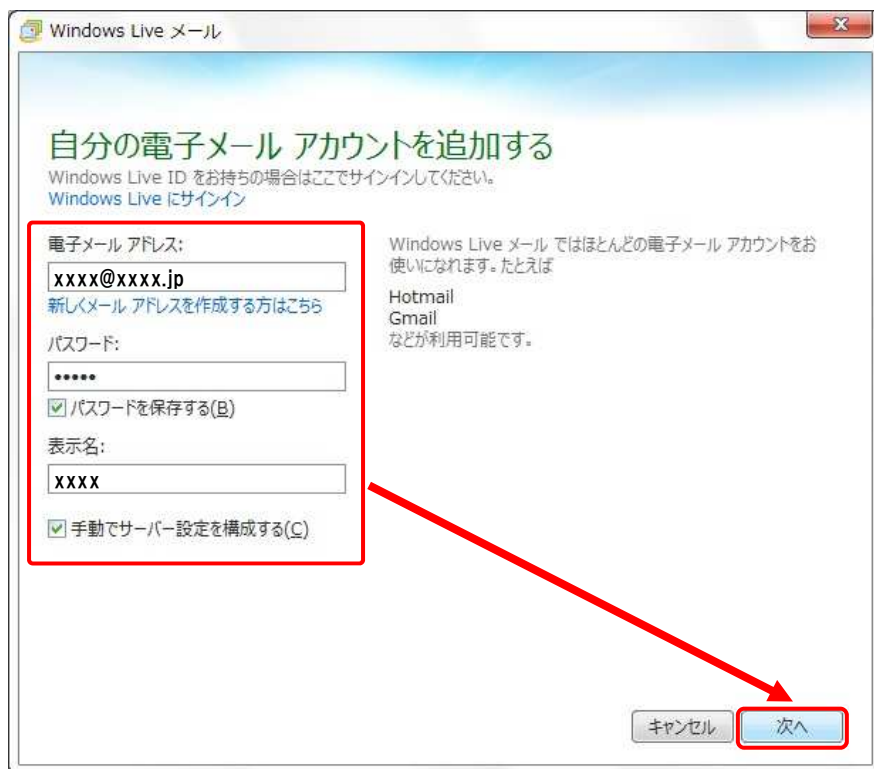 Windows Live メール
自分の電子メール アカウントを追加する
Windows Live ID をお持ちの場合はここでサインインしてください。
Windows Live にサインイン
電子メール アドレス:
xxxx@xxxx.jp
新しくメール アドレスを作成する方はこちら
パスワード:
•••••
パスワードを保存する(B)
表示名:
xxxx
手動でサーバー設定を構成する(C)
Windows Live メール ではほとんどの電子メール アカウントをお
使いになれます。たとえば
Hotmail
Gmail
などが利用可能です。
キャンセル
次へ